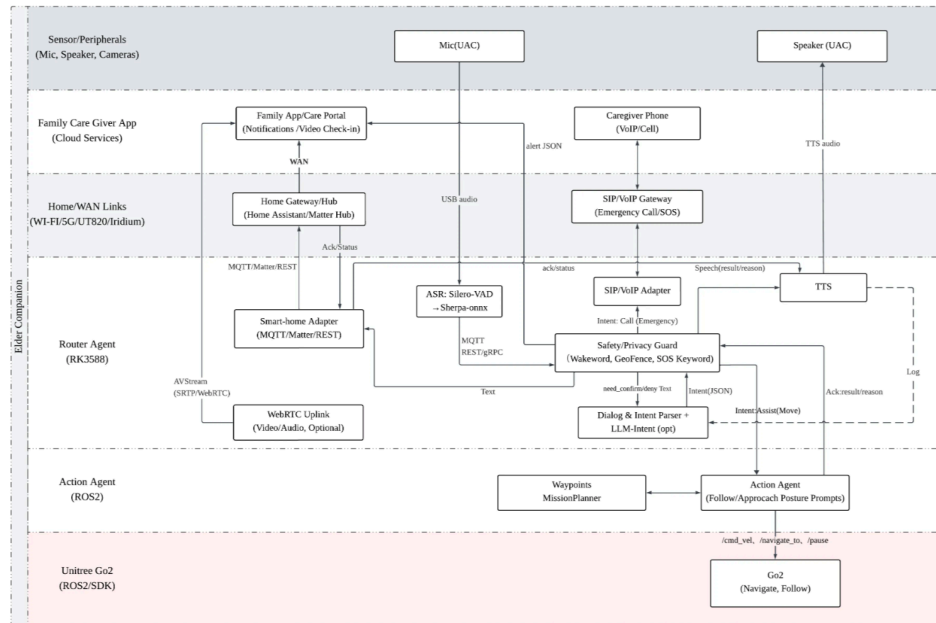 Elder Companion
Sensor/Peripherals
(Mic, Speaker, Cameras)
Mic(UAC)
Speaker (UAC)
Family Care Giver App
(Cloud Services)
Family App/Care Portal
(Notifications /Video Check-in)
Caregiver Phone
(VoIP/Cell)
alert JSON
TTS audio
WAN
Home/WAN Links
(WI-FI/5G/UT820/Iridium)
Home Gateway/Hub
(Home Assistant/Matter Hub)
USB audio
SIP/VoIP Gateway
(Emergency Call/SOS)
Ack/Status
MQTT/Matter/REST
ack/status
Speech(result/reason)
Router Agent
(RK3588)
ASR: Silero-VAD
→Sherpa-onnx
SIP/VoIP Adapter
TTS
Smart-home Adapter
(MQTT/Matter/REST)
Intent: Call (Emergency)
MQTT
REST/gRPC
Safety/Privacy Guard
(Wakeword, GeoFence, SOS Keyword)
Log
AVStream
(SRTP/WebRTC)
Text
need_confirm/deny Text
Intent(JSON)
Ack:result/reason
WebRTC Uplink
(Video/Audio, Optional)
Dialog & Intent Parser +
LLM-Intent (opt)
Intent:Assist(Move)
Action Agent
(ROS2)
Waypoints
MissionPlanner
Action Agent
(Follow/Approach Posture Prompts)
/cmd_vel、/navigate_to、/pause
Unitree Go2
(ROS2/SDK)
Go2
(Navigate, Follow)